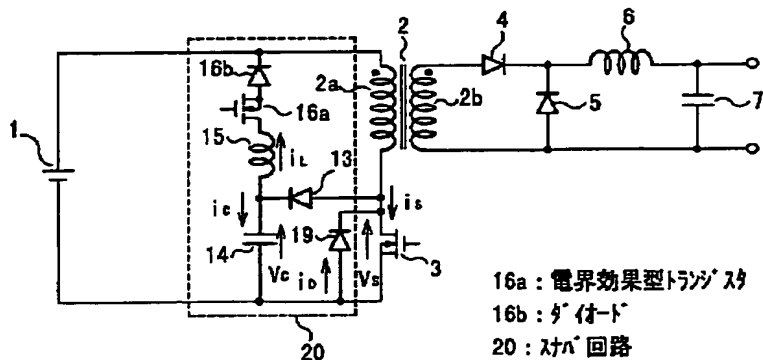 1
2
2a
2b
3
4
5
6
7
13
14
15
16a
16b
19
20
iL
ic
is
iD
Vc
Vs
16a : 電界効果型トランジスタ
16b : ダイオード
20 : スナバ回路